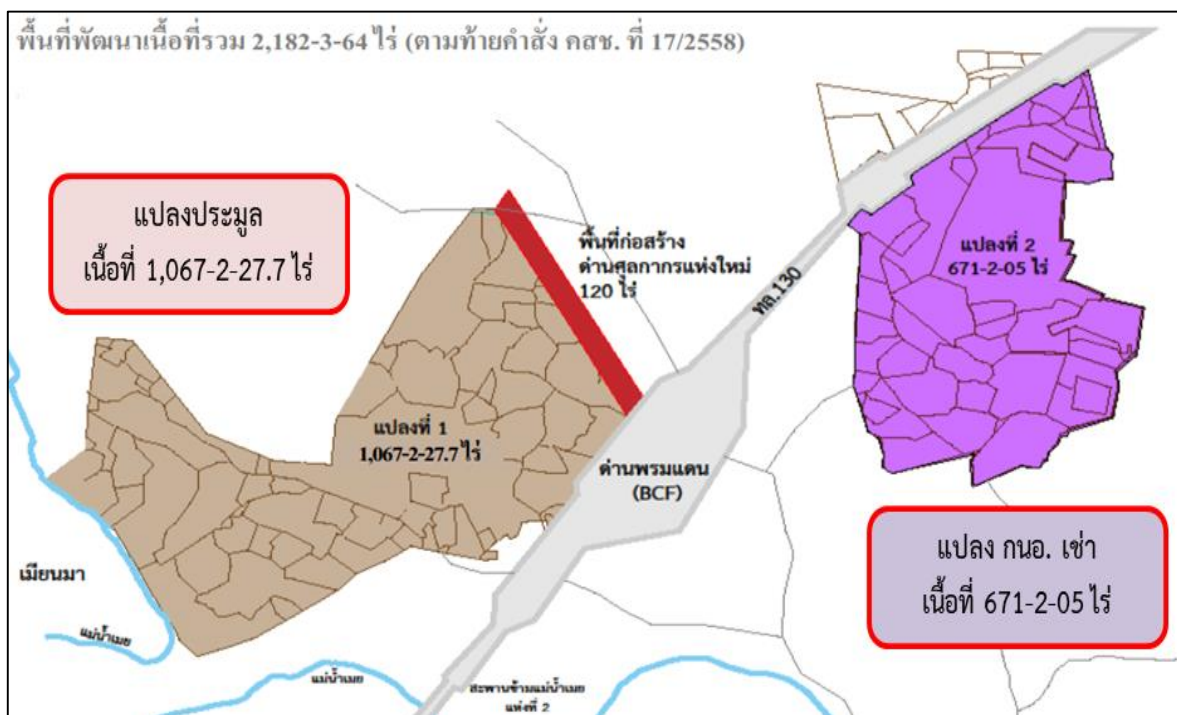 พื้นที่พัฒนาเนื้อที่รวม 2,182-3-64 ไร่ (ตามท้ายคำสั่ง คสช. ที่ 17/2558)
แปลงประมูล
เนื้อที่ 1,067-2-27.7 ไร่
พื้นที่ก่อสร้าง
ด่านศุลกากรแห่งใหม่
120 ไร่
ทล.130
แปลงที่ 2
671-2-05 ไร่
แปลงที่ 1
1,067-2-27.7 ไร่
ด่านพรมแดน
(BCF)
แปลง กนอ. เช่า
เนื้อที่ 671-2-05 ไร่
เมียนมา
แม่น้ำเมย
แม่น้ำเมย
สะพานข้ามแม่น้ำเมย
แห่งที่ 2